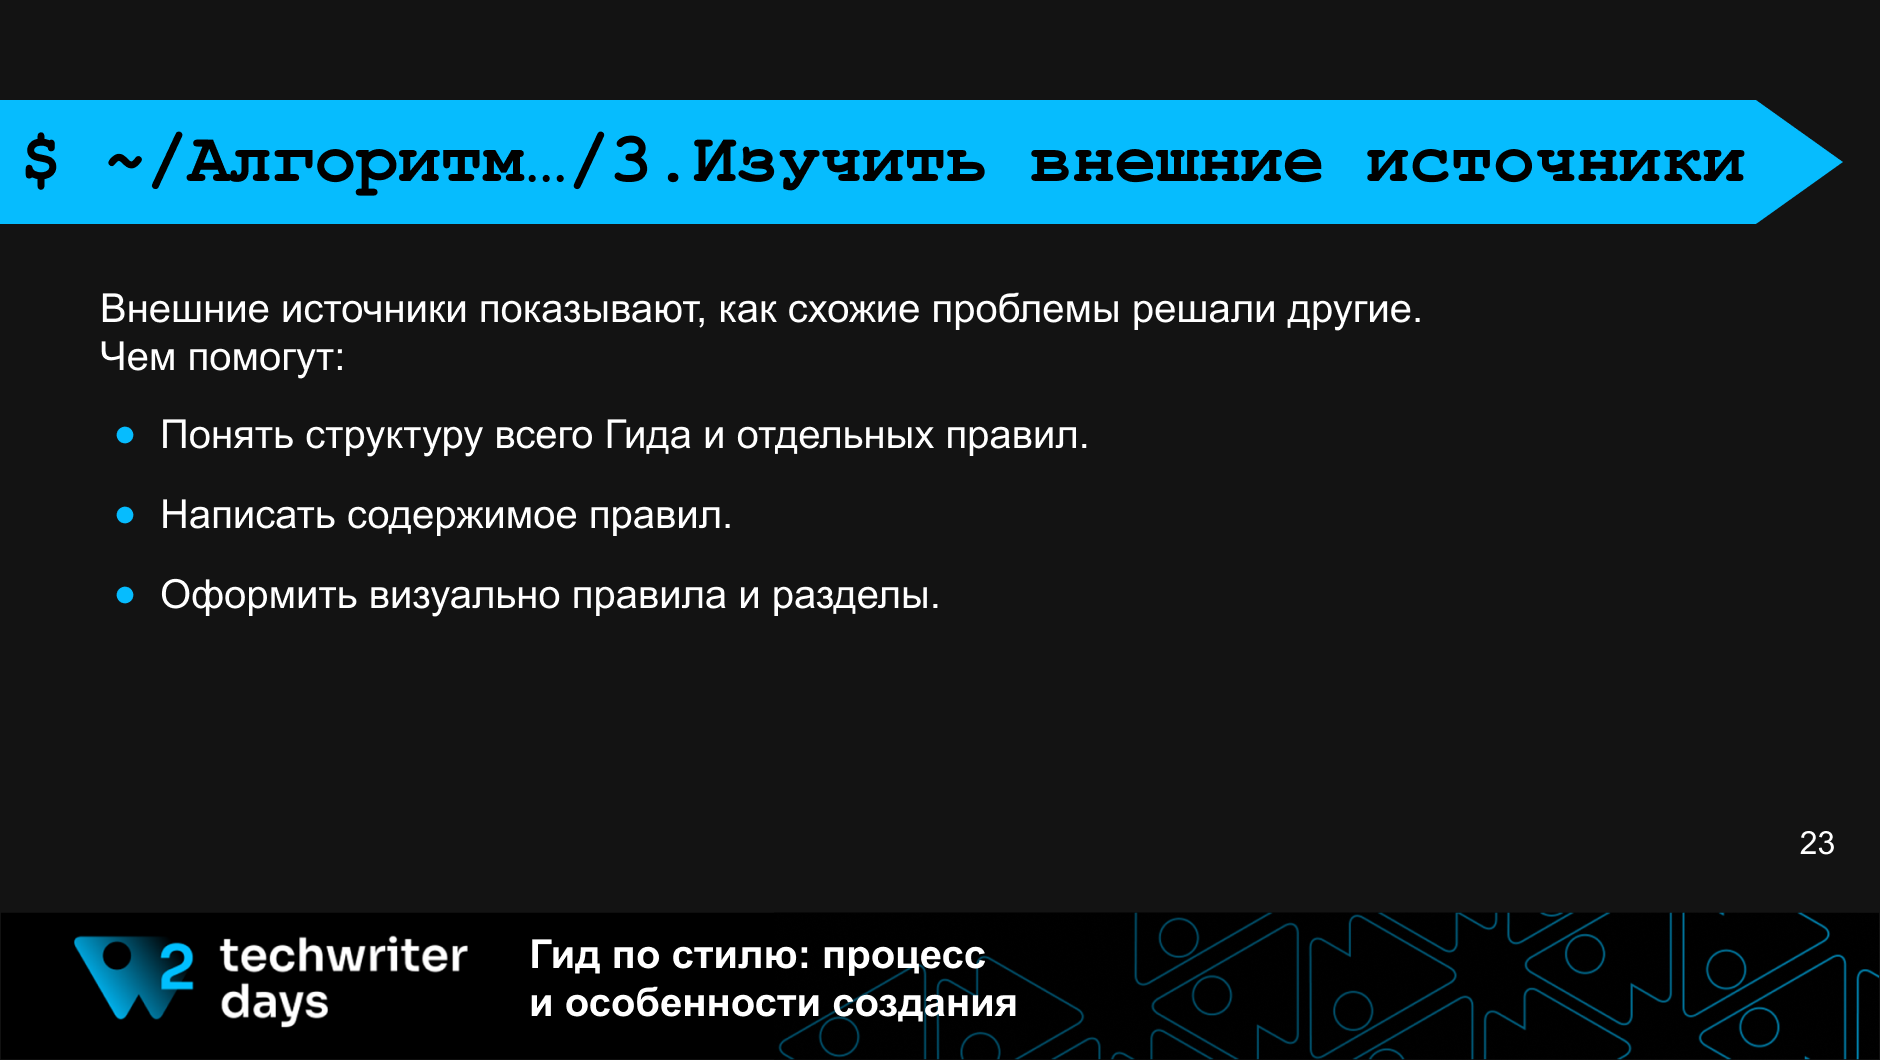 $ ~/Алгоритм…/3.Изучить внешние источники
Внешние источники показывают, как схожие проблемы решали другие.
Чем помогут:
● Понять структуру всего Гида и отдельных правил.
● Написать содержимое правил.
● Оформить визуально правила и разделы.
23
2 techwriter
days
Гид по стилю: процесс
и особенности создания